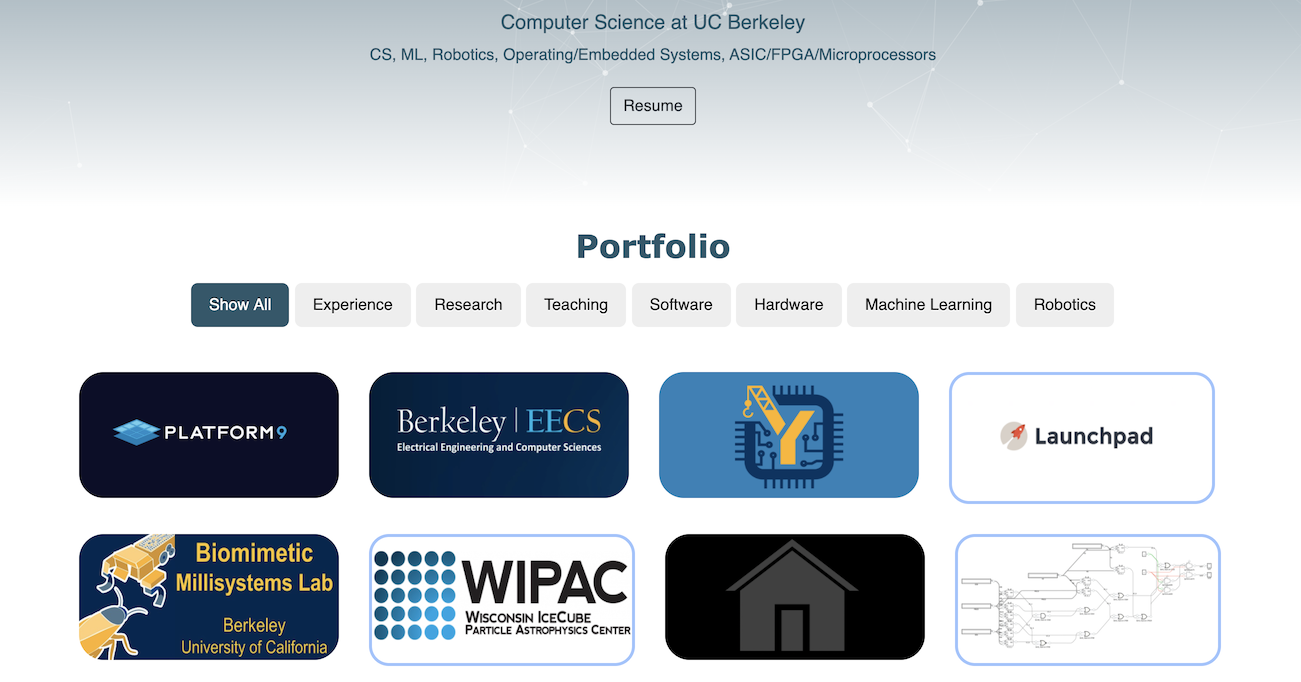 Computer Science at UC Berkeley
CS, ML, Robotics, Operating/Embedded Systems, ASIC/FPGA/Microprocessors
Resume
Portfolio
Show All
Experience
Research
Teaching
Software
Hardware
Machine Learning
Robotics
PLATFORM9
Berkeley | EECS
Electrical Engineering and Computer Sciences
Launchpad
Biomimetic
Millisystems Lab
Berkeley
University of California
WIPAC
WISCONSIN ICECUBE
PARTICLE ASTROPHYSICS CENTER